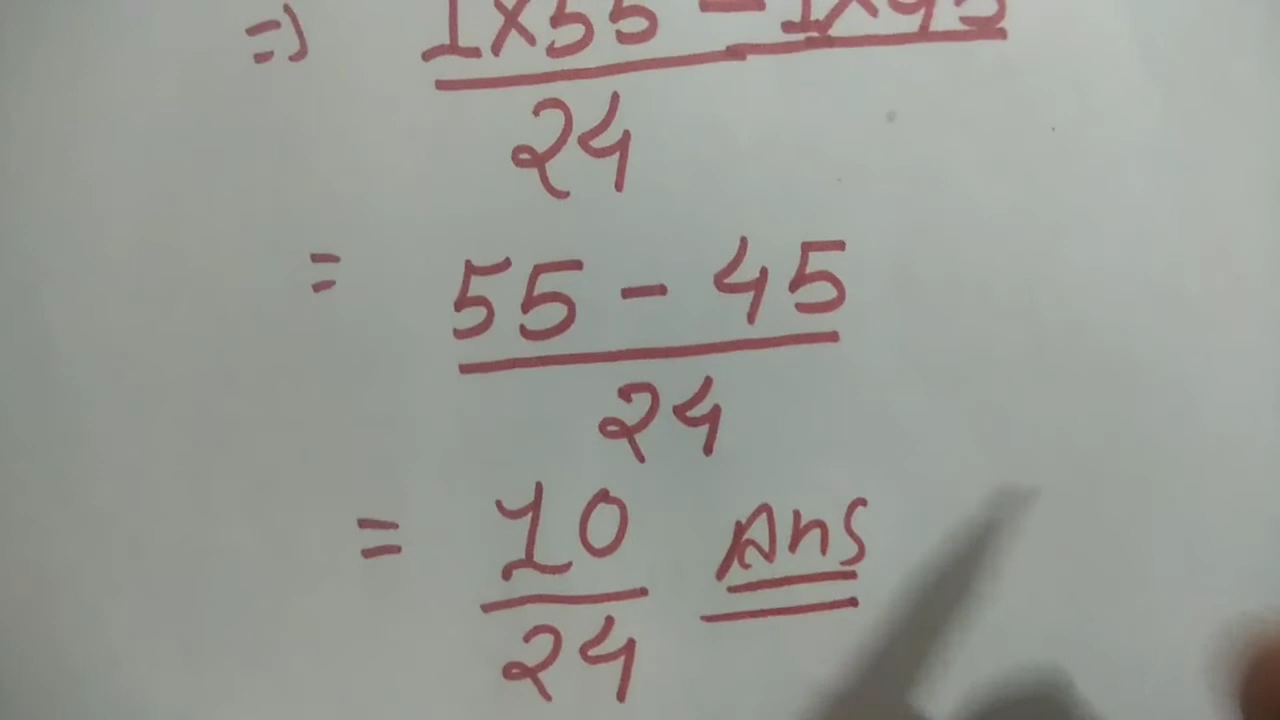 ⇒ 1×55 - 1×45
24
= 55 - 45
24
= 10 Ans
24